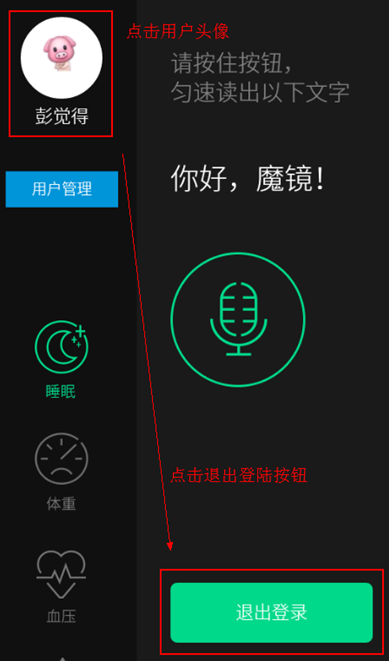 点击用户头像
彭觉得
用户管理
请按住按钮，
匀速读出以下文字
你好，魔镜！
睡眠
体重
血压
点击退出登陆按钮
退出登录